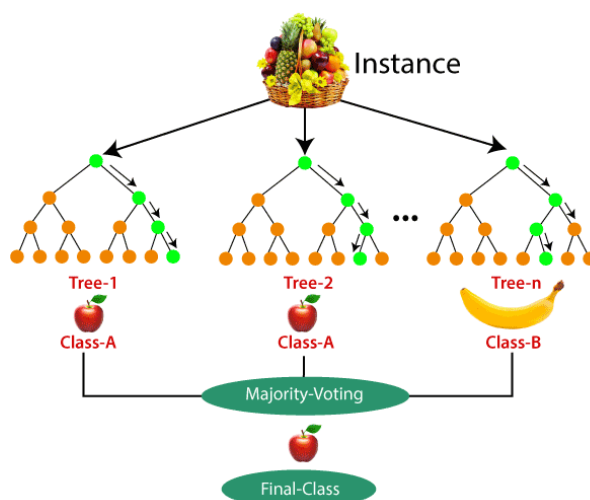 Instance
...
Tree-1
Tree-2
Tree-n
Class-A
Class-A
Class-B
Majority-Voting
Final-Class